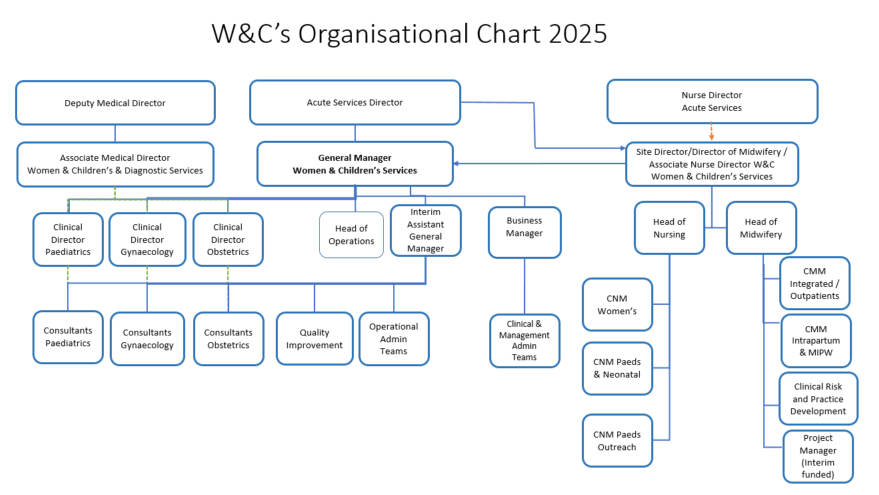 W&C's Organisational Chart 2025
Deputy Medical Director
Acute Services Director
Nurse Director
Acute Services
Associate Medical Director
Women & Children's & Diagnostic Services
General Manager
Women & Children's Services
Site Director/Director of Midwifery /
Associate Nurse Director W&C
Women & Children's Services
Clinical
Director
Paediatrics
Clinical
Director
Gynaecology
Clinical
Director
Obstetrics
Head of
Operations
Interim
Assistant
General
Manager
Business
Manager
Head of
Nursing
Head of
Midwifery
Consultants
Paediatrics
Consultants
Gynaecology
Consultants
Obstetrics
Quality
Improvement
Operational
Admin
Teams
Clinical &
Management
Admin
Teams
CNM
Women's
CNM Paeds
& Neonatal
CNM Paeds
Outreach
CMM
Integrated /
Outpatients
CMM
Intrapartum
& MIPW
Clinical Risk
and Practice
Development
Project
Manager
(Interim
funded)